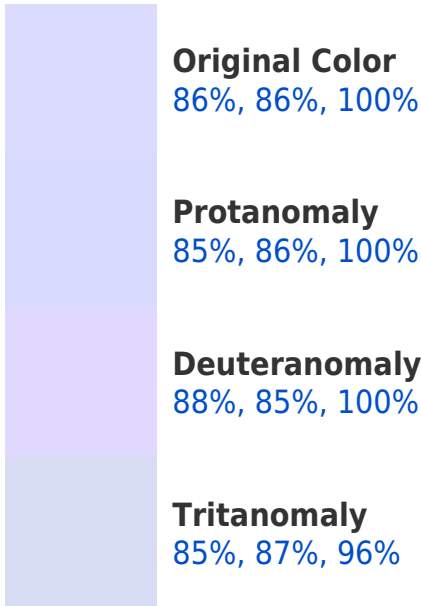 Original Color
86%, 86%, 100%
Protanomaly
85%, 86%, 100%
Deuteranomaly
88%, 85%, 100%
Tritanomaly
85%, 87%, 96%